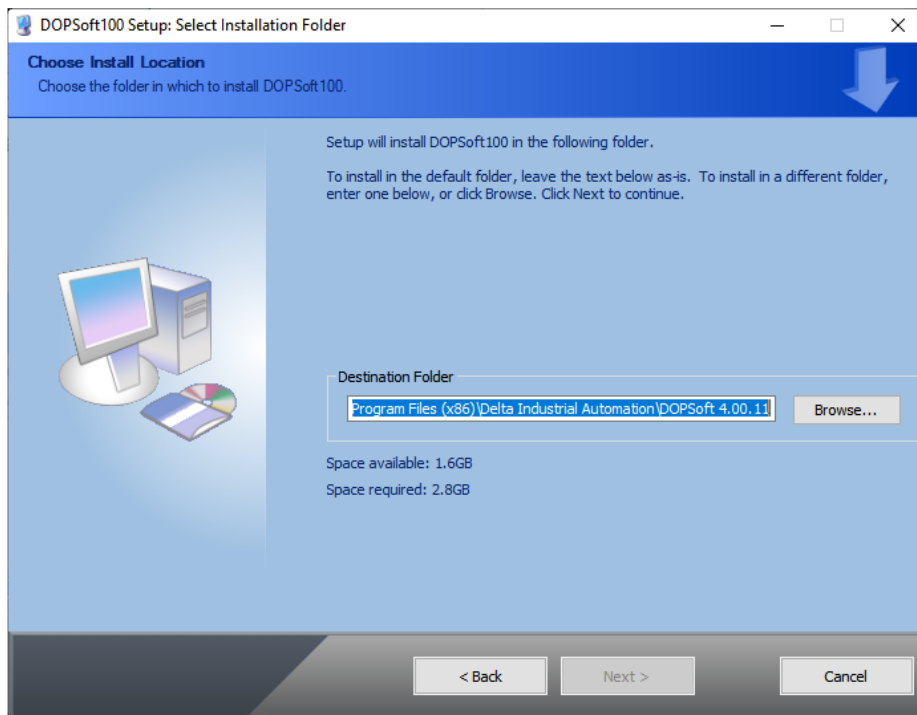 DOPSoft100 Setup: Select Installation Folder
Choose Install Location
Choose the folder in which to install DOPSoft100.
Setup will install DOPSoft100 in the following folder.
To install in the default folder, leave the text below as-is.  To install in a different folder,
enter one below, or click Browse. Click Next to continue.
Destination Folder
Program Files (x86)\Delta Industrial Automation\DOPSoft 4.00.11
Browse...
Space available: 1.6GB
Space required: 2.8GB
< Back
Next >
Cancel